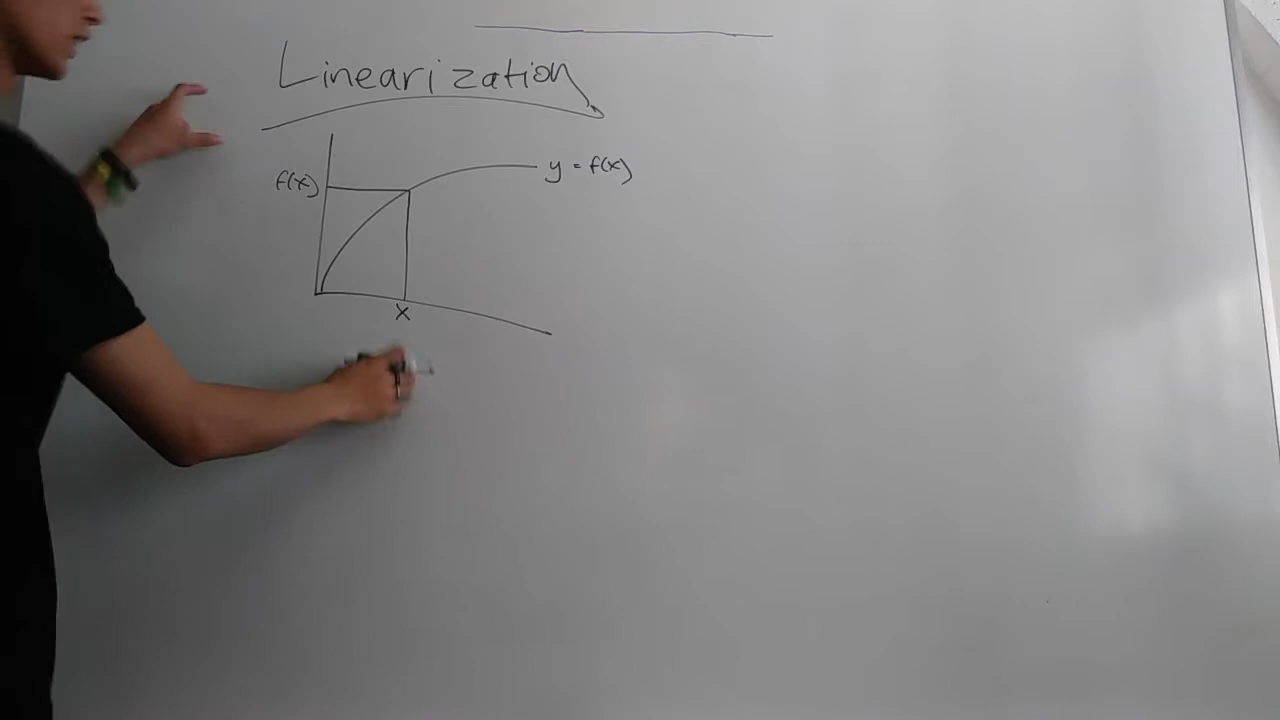 Linearization
f(x)
y = f(x)
x